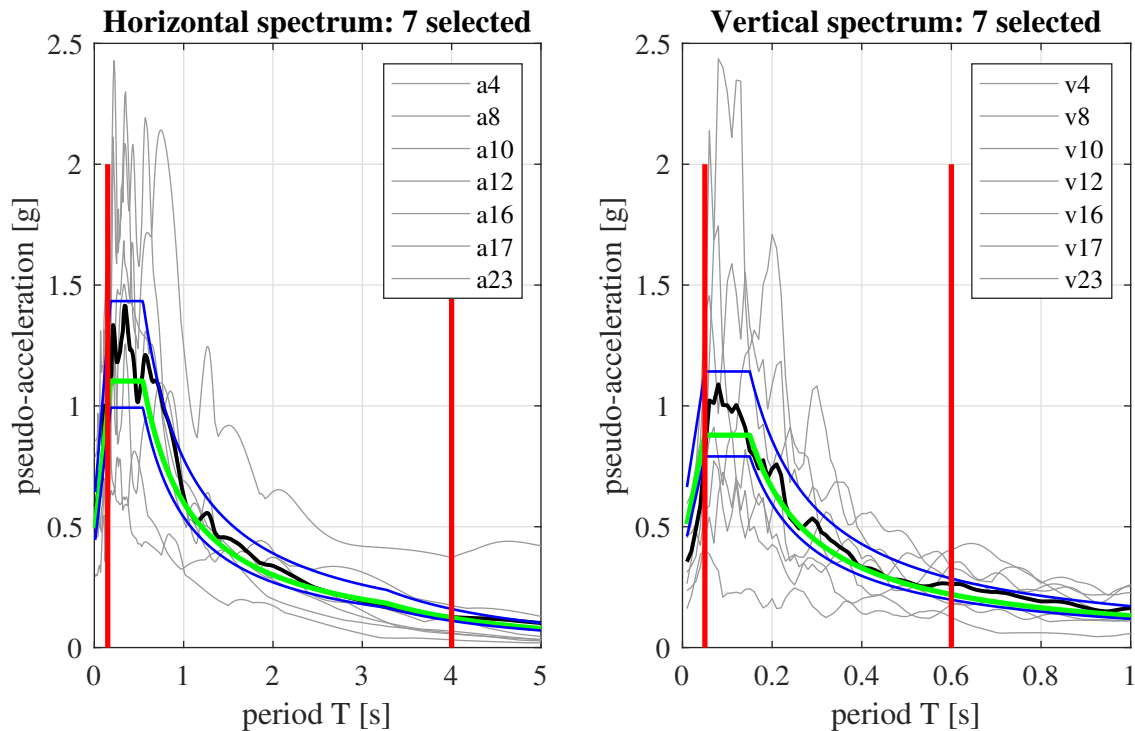 Horizontal spectrum: 7 selected
2.5
2
1.5
1
0.5
0
pseudo-acceleration [g]
a4
a8
a10
a12
a16
a17
a23
0 1 2 3 4 5
period T [s]
Vertical spectrum: 7 selected
2.5
2
1.5
1
0.5
0
pseudo-acceleration [g]
v4
v8
v10
v12
v16
v17
v23
0 0.2 0.4 0.6 0.8 1
period T [s]